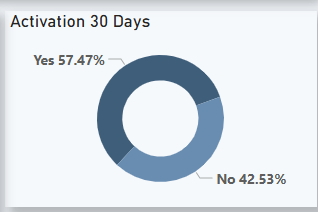 Activation 30 Days
Yes 57.47%
No 42.53%